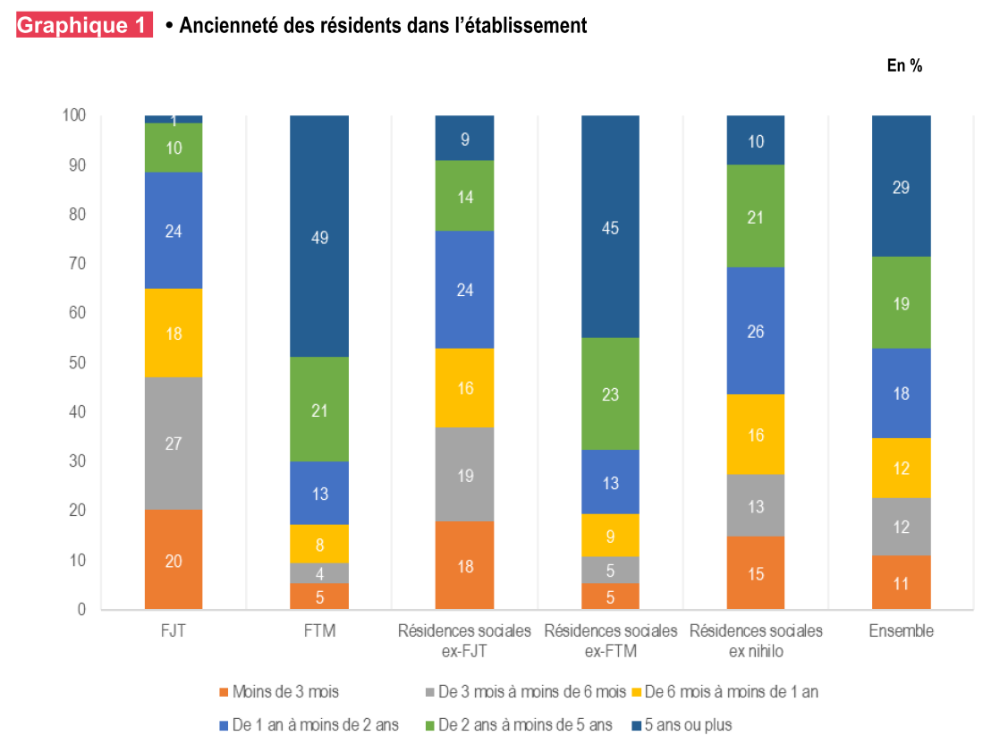 Graphique 1 • Ancienneté des résidents dans l’établissement
En %
100
90
80
70
60
50
40
30
20
10
0
1
10
24
18
27
20
49
21
13
8
4
5
9
14
24
16
19
18
45
23
13
9
5
5
10
21
26
16
13
15
29
19
18
12
12
11
FJT
FTM
Résidences sociales
ex-FJT
Résidences sociales
ex-FTM
Résidences sociales
ex nihilo
Ensemble
Moins de 3 mois
De 3 mois à moins de 6 mois
De 6 mois à moins de 1 an
De 1 an à moins de 2 ans
De 2 ans à moins de 5 ans
5 ans ou plus